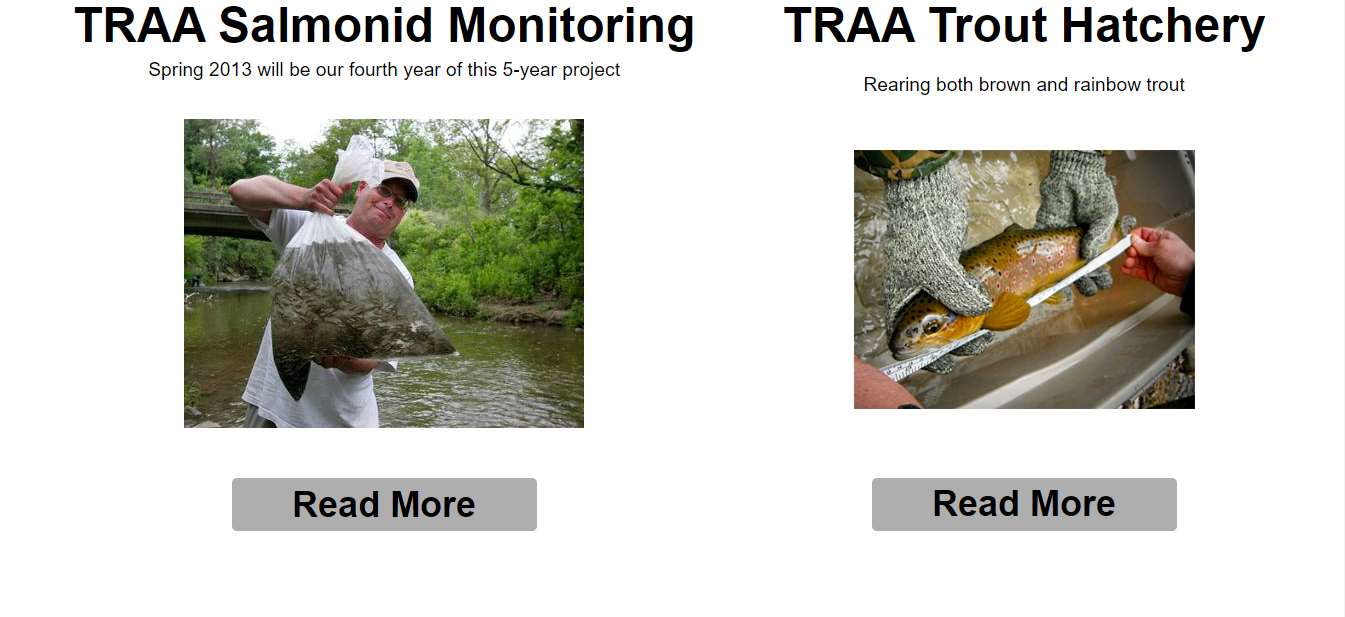 TRAA Salmonid Monitoring
Spring 2013 will be our fourth year of this 5-year project
Read More
TRAA Trout Hatchery
Rearing both brown and rainbow trout
Read More